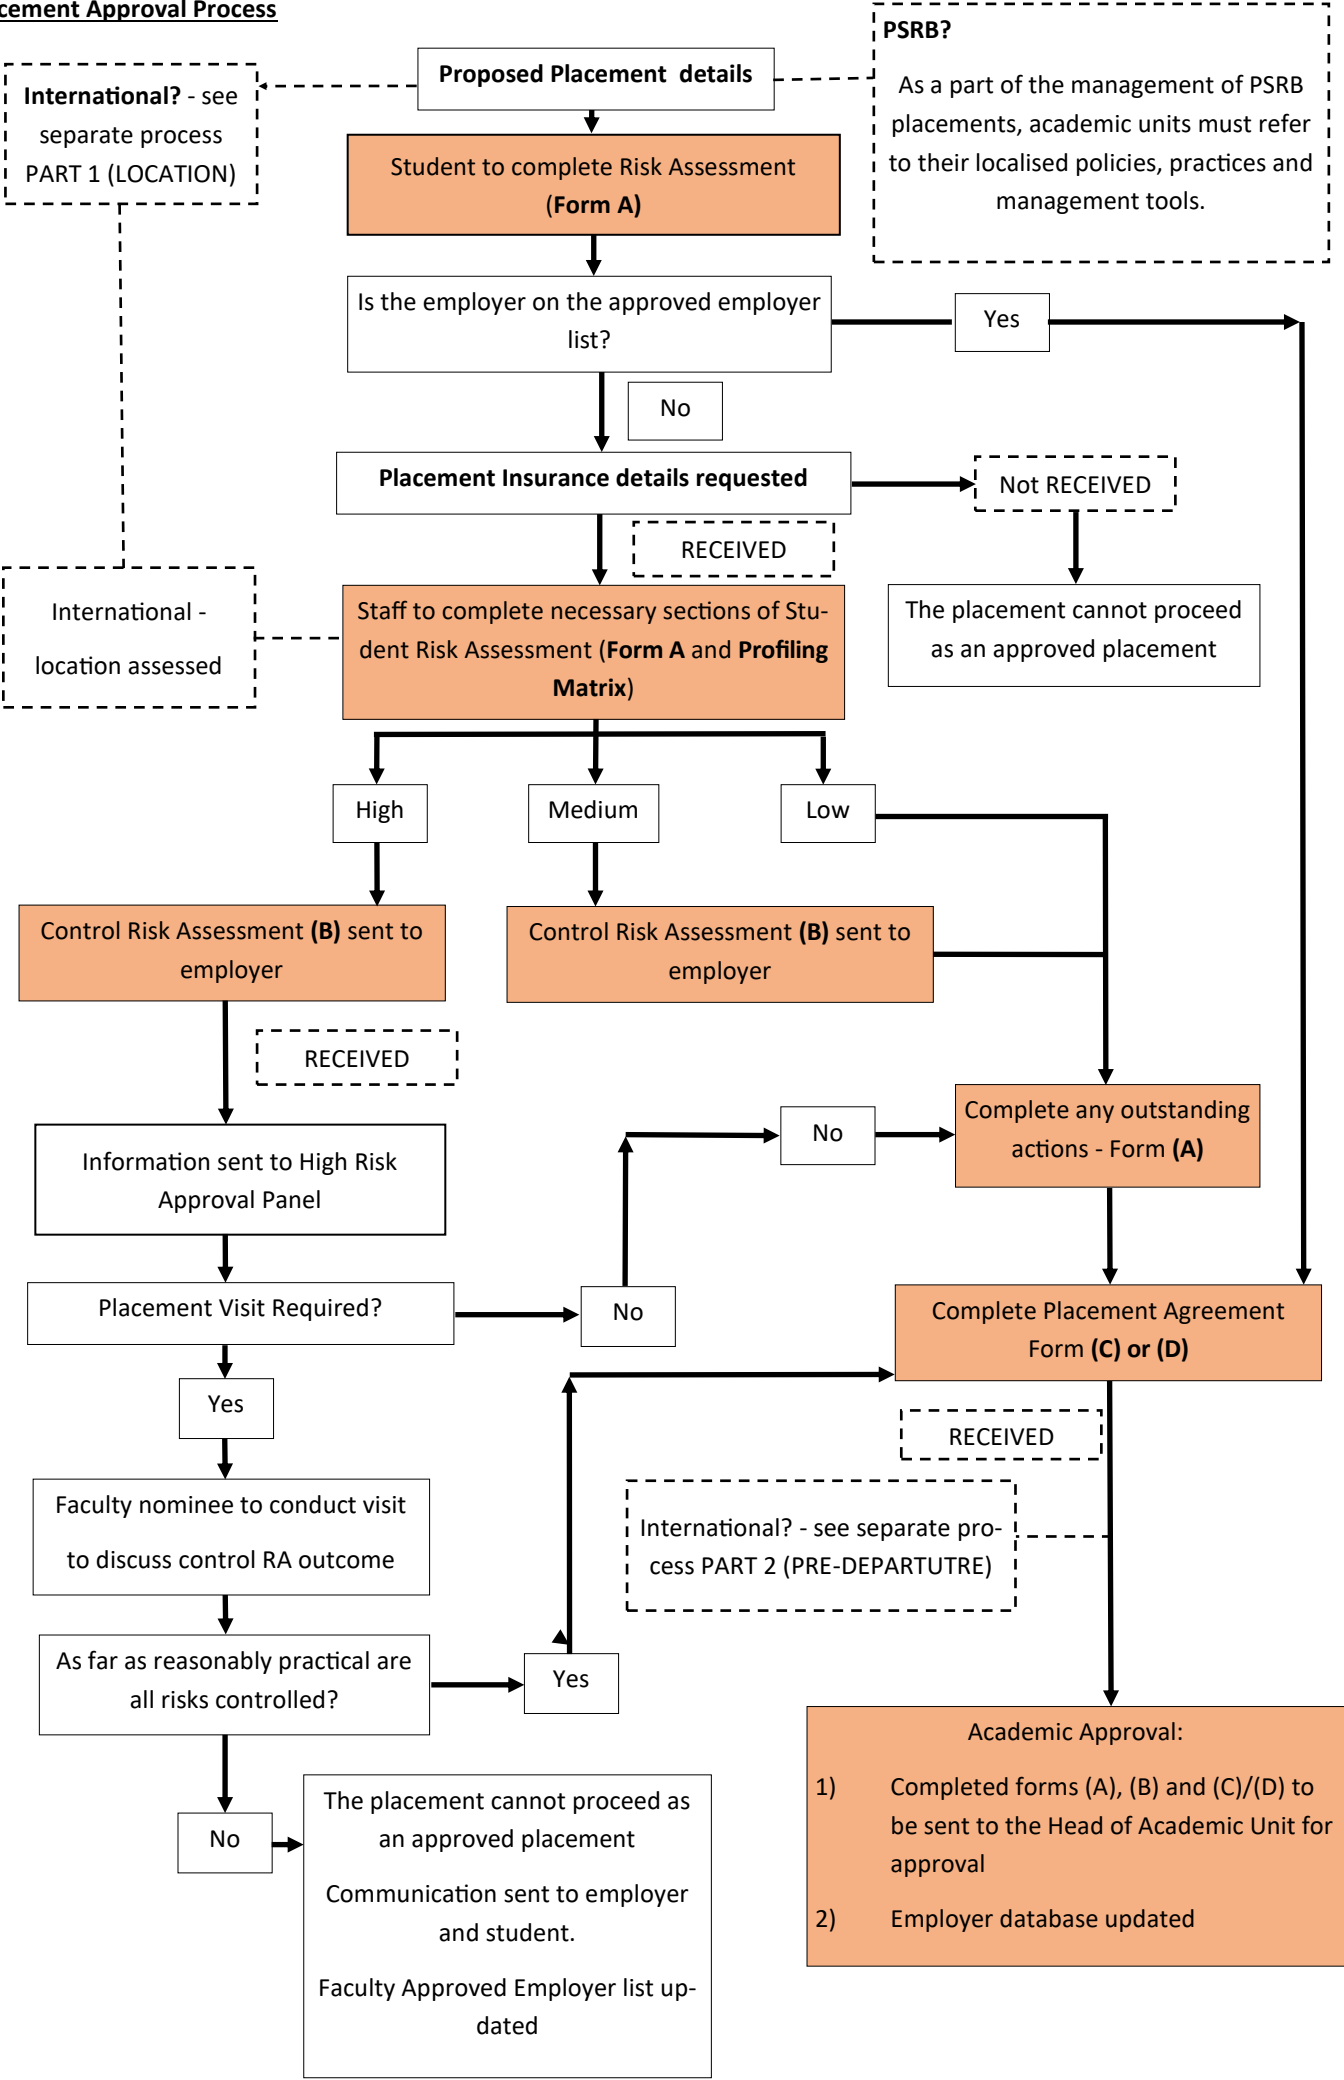 cement Approval Process
PSRB?
As a part of the management of PSRB
placements, academic units must refer
to their localised policies, practices and
management tools.
Proposed Placement details
International? - see
separate process
PART 1 (LOCATION)
Student to complete Risk Assessment
(Form A)
Is the employer on the approved employer
list?
Yes
No
Placement Insurance details requested
Not RECEIVED
RECEIVED
The placement cannot proceed
as an approved placement
International -
location assessed
Staff to complete necessary sections of Stu-
dent Risk Assessment (Form A and Profiling
Matrix)
High
Medium
Low
Control Risk Assessment (B) sent to
employer
Control Risk Assessment (B) sent to
employer
RECEIVED
Complete any outstanding
actions - Form (A)
No
Information sent to High Risk
Approval Panel
Placement Visit Required?
No
Complete Placement Agreement
Form (C) or (D)
Yes
RECEIVED
Faculty nominee to conduct visit
to discuss control RA outcome
International? - see separate pro-
cess PART 2 (PRE-DEPARTUTRE)
As far as reasonably practical are
all risks controlled?
Yes
Academic Approval:
1) Completed forms (A), (B) and (C)/(D) to
be sent to the Head of Academic Unit for
approval
2) Employer database updated
No
The placement cannot proceed as
an approved placement
Communication sent to employer
and student.
Faculty Approved Employer list up-
dated